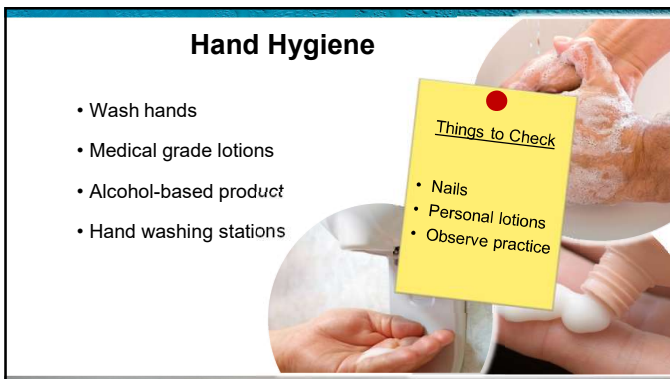 Hand Hygiene
• Wash hands
• Medical grade lotions
• Alcohol-based product
• Hand washing stations
Things to Check
• Nails
• Personal lotions
• Observe practice